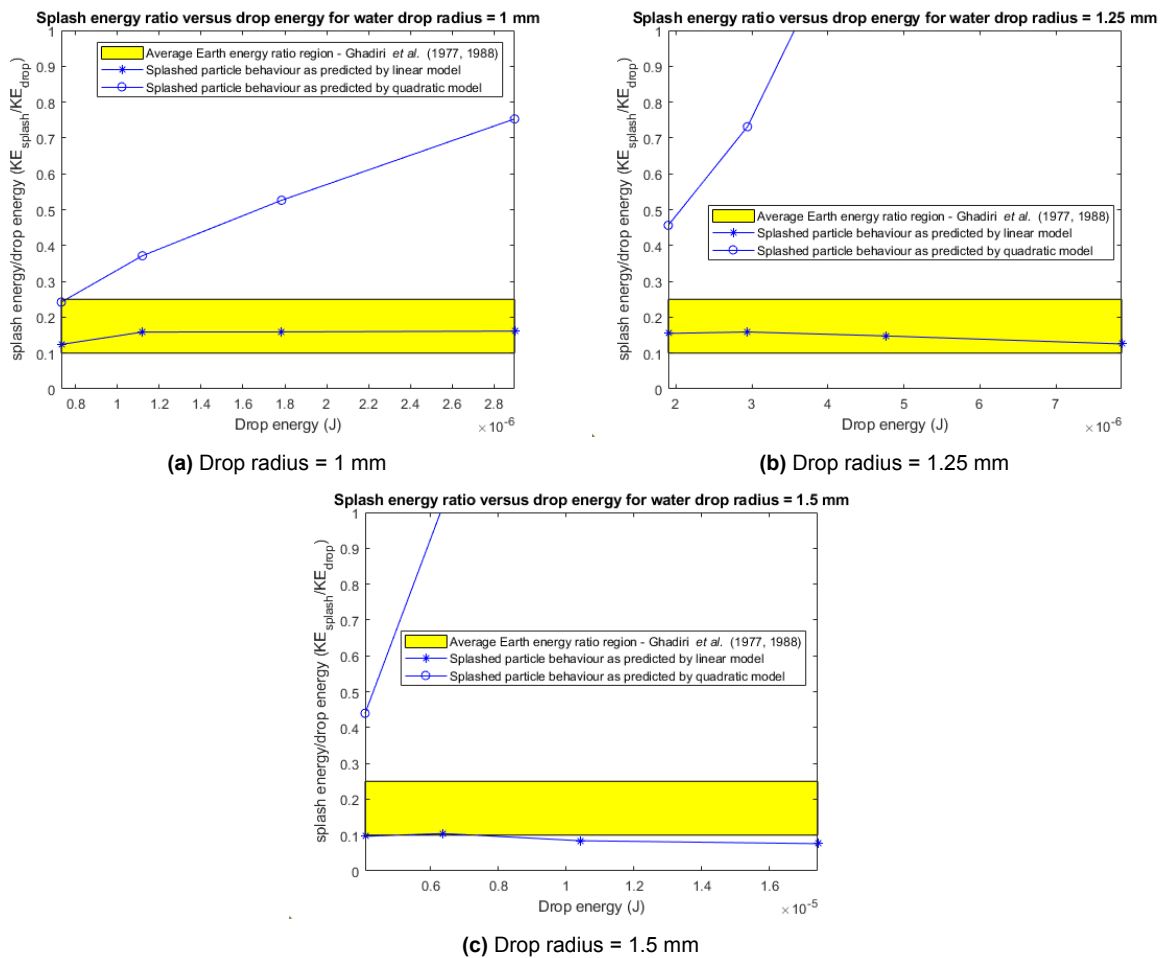 Splash energy ratio versus drop energy for water drop radius = 1 mm
splash energy/drop energy (KE_splash/KE_drop)
1
0.9
0.8
0.7
0.6
0.5
0.4
0.3
0.2
0.1
0
Average Earth energy ratio region - Ghadiri et al. (1977, 1988)
Splashed particle behaviour as predicted by linear model
Splashed particle behaviour as predicted by quadratic model
0.8 1 1.2 1.4 1.6 1.8 2 2.2 2.4 2.6 2.8
Drop energy (J)
×10^-6
(a) Drop radius = 1 mm
Splash energy ratio versus drop energy for water drop radius = 1.25 mm
splash energy/drop energy (KE_splash/KE_drop)
1
0.9
0.8
0.7
0.6
0.5
0.4
0.3
0.2
0.1
0
Average Earth energy ratio region - Ghadiri et al. (1977, 1988)
Splashed particle behaviour as predicted by linear model
Splashed particle behaviour as predicted by quadratic model
2 3 4 5 6 7
Drop energy (J)
×10^-6
(b) Drop radius = 1.25 mm
Splash energy ratio versus drop energy for water drop radius = 1.5 mm
splash energy/drop energy (KE_splash/KE_drop)
1
0.9
0.8
0.7
0.6
0.5
0.4
0.3
0.2
0.1
0
Average Earth energy ratio region - Ghadiri et al. (1977, 1988)
Splashed particle behaviour as predicted by linear model
Splashed particle behaviour as predicted by quadratic model
0.6 0.8 1 1.2 1.4 1.6
Drop energy (J)
×10^-5
(c) Drop radius = 1.5 mm